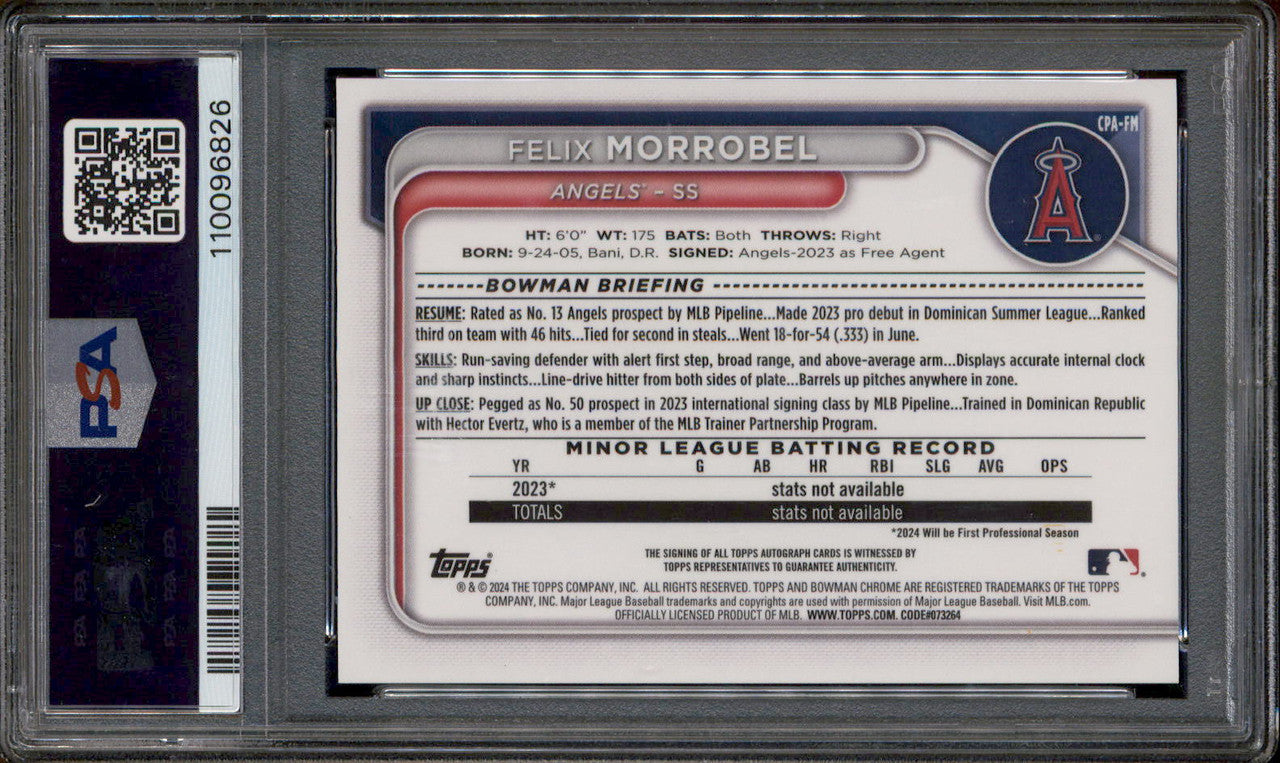 PSA
110096826
CPA-FM
FELIX MORROBEL
ANGELS - SS
A
HT: 6'0" WT: 175 BATS: Both THROWS: Right
BORN: 9-24-05, Bani, D.R. SIGNED: Angels-2023 as Free Agent
-------BOWMAN BRIEFING--------------------------------------------
RESUME: Rated as No. 13 Angels prospect by MLB Pipeline...Made 2023 pro debut in Dominican Summer League...Ranked
third on team with 46 hits...Tied for second in steals...Went 18-for-54 (.333) in June.
SKILLS: Run-saving defender with alert first step, broad range, and above-average arm...Displays accurate internal clock
and sharp instincts...Line-drive hitter from both sides of plate...Barrels up pitches anywhere in zone.
UP CLOSE: Pegged as No. 50 prospect in 2023 international signing class by MLB Pipeline...Trained in Dominican Republic
with Hector Evertz, who is a member of the MLB Trainer Partnership Program.
MINOR LEAGUE BATTING RECORD
YR G AB HR RBI SLG AVG OPS
2023* stats not available
TOTALS stats not available
*2024 Will be First Professional Season
topps®
THE SIGNING OF ALL TOPPS AUTOGRAPH CARDS IS WITNESSED BY
TOPPS REPRESENTATIVES TO GUARANTEE AUTHENTICITY.
® & © 2024 THE TOPPS COMPANY, INC. ALL RIGHTS RESERVED. TOPPS AND BOWMAN CHROME ARE REGISTERED TRADEMARKS OF THE TOPPS
COMPANY, INC. Major League Baseball trademarks and copyrights are used with permission of Major League Baseball. Visit MLB.com.
OFFICIALLY LICENSED PRODUCT OF MLB. WWW.TOPPS.COM. CODE#073264